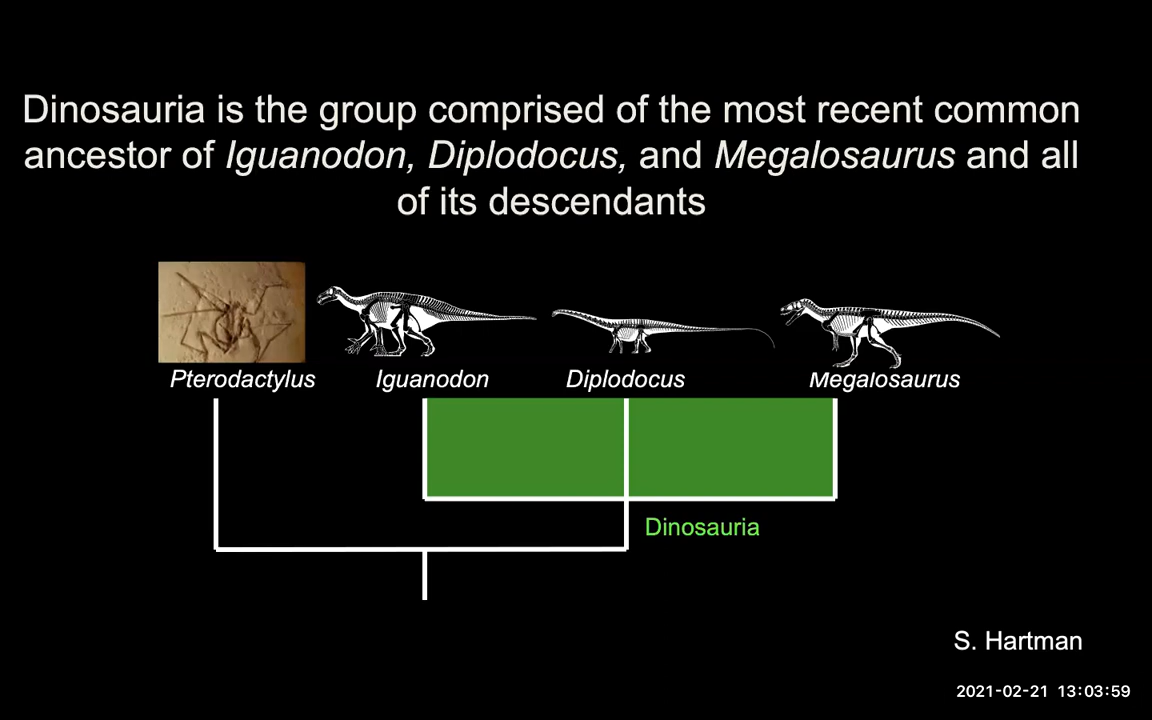 Dinosauria is the group comprised of the most recent common
ancestor of Iguanodon, Diplodocus, and Megalosaurus and all
of its descendants
Pterodactylus Iguanodon Diplodocus Megalosaurus
Dinosauria
S. Hartman
2021-02-21 13:03:59